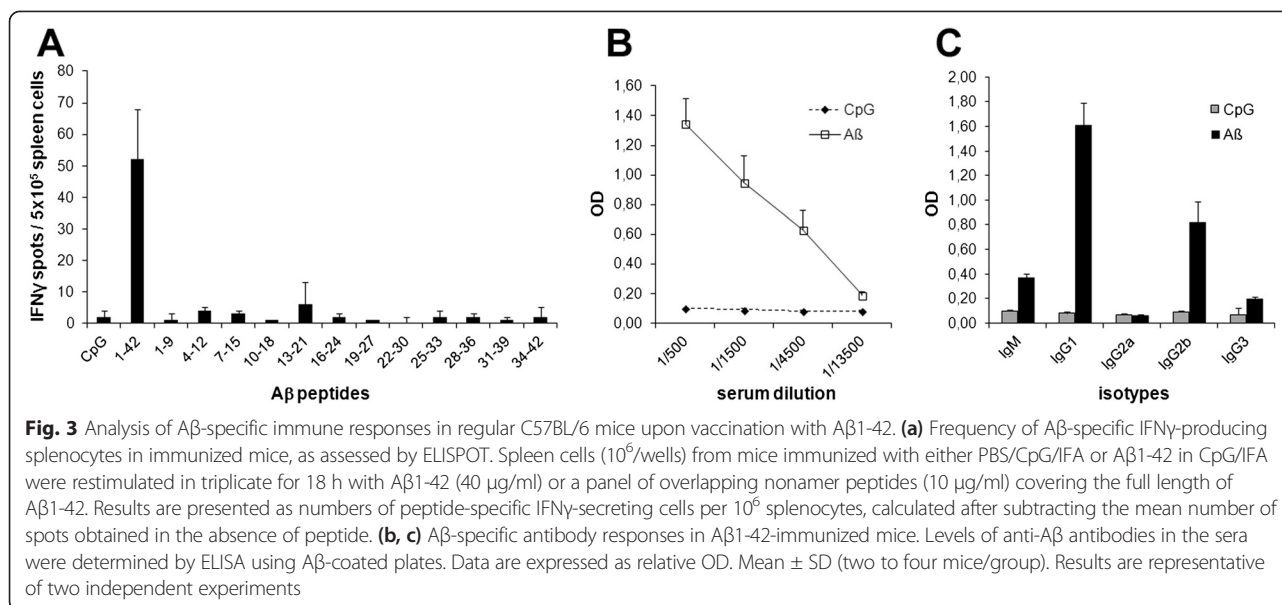 A
B
C
IFNγ spots / 5x10⁵ spleen cells
80
70
60
50
40
30
20
10
0
CpG
1-42
1-9
4-12
7-15
10-18
13-21
16-24
19-27
22-30
25-33
28-36
31-39
34-42
Aβ peptides
OD
1,60
1,40
1,20
1,00
0,80
0,60
0,40
0,20
0,00
CpG
Aß
1/500
1/1500
1/4500
1/13500
serum dilution
OD
2,00
1,80
1,60
1,40
1,20
1,00
0,80
0,60
0,40
0,20
0,00
CpG
Aß
IgM
IgG1
IgG2a
IgG2b
IgG3
isotypes
Fig. 3 Analysis of Aβ-specific immune responses in regular C57BL/6 mice upon vaccination with Aβ1-42. (a) Frequency of Aβ-specific IFNγ-producing
splenocytes in immunized mice, as assessed by ELISPOT. Spleen cells (10⁶/wells) from mice immunized with either PBS/CpG/IFA or Aβ1-42 in CpG/IFA
were restimulated in triplicate for 18 h with Aβ1-42 (40 μg/ml) or a panel of overlapping nonamer peptides (10 μg/ml) covering the full length of
Aβ1-42. Results are presented as numbers of peptide-specific IFNγ-secreting cells per 10⁶ splenocytes, calculated after subtracting the mean number of
spots obtained in the absence of peptide. (b, c) Aβ-specific antibody responses in Aβ1-42-immunized mice. Levels of anti-Aβ antibodies in the sera
were determined by ELISA using Aβ-coated plates. Data are expressed as relative OD. Mean ± SD (two to four mice/group). Results are representative
of two independent experiments